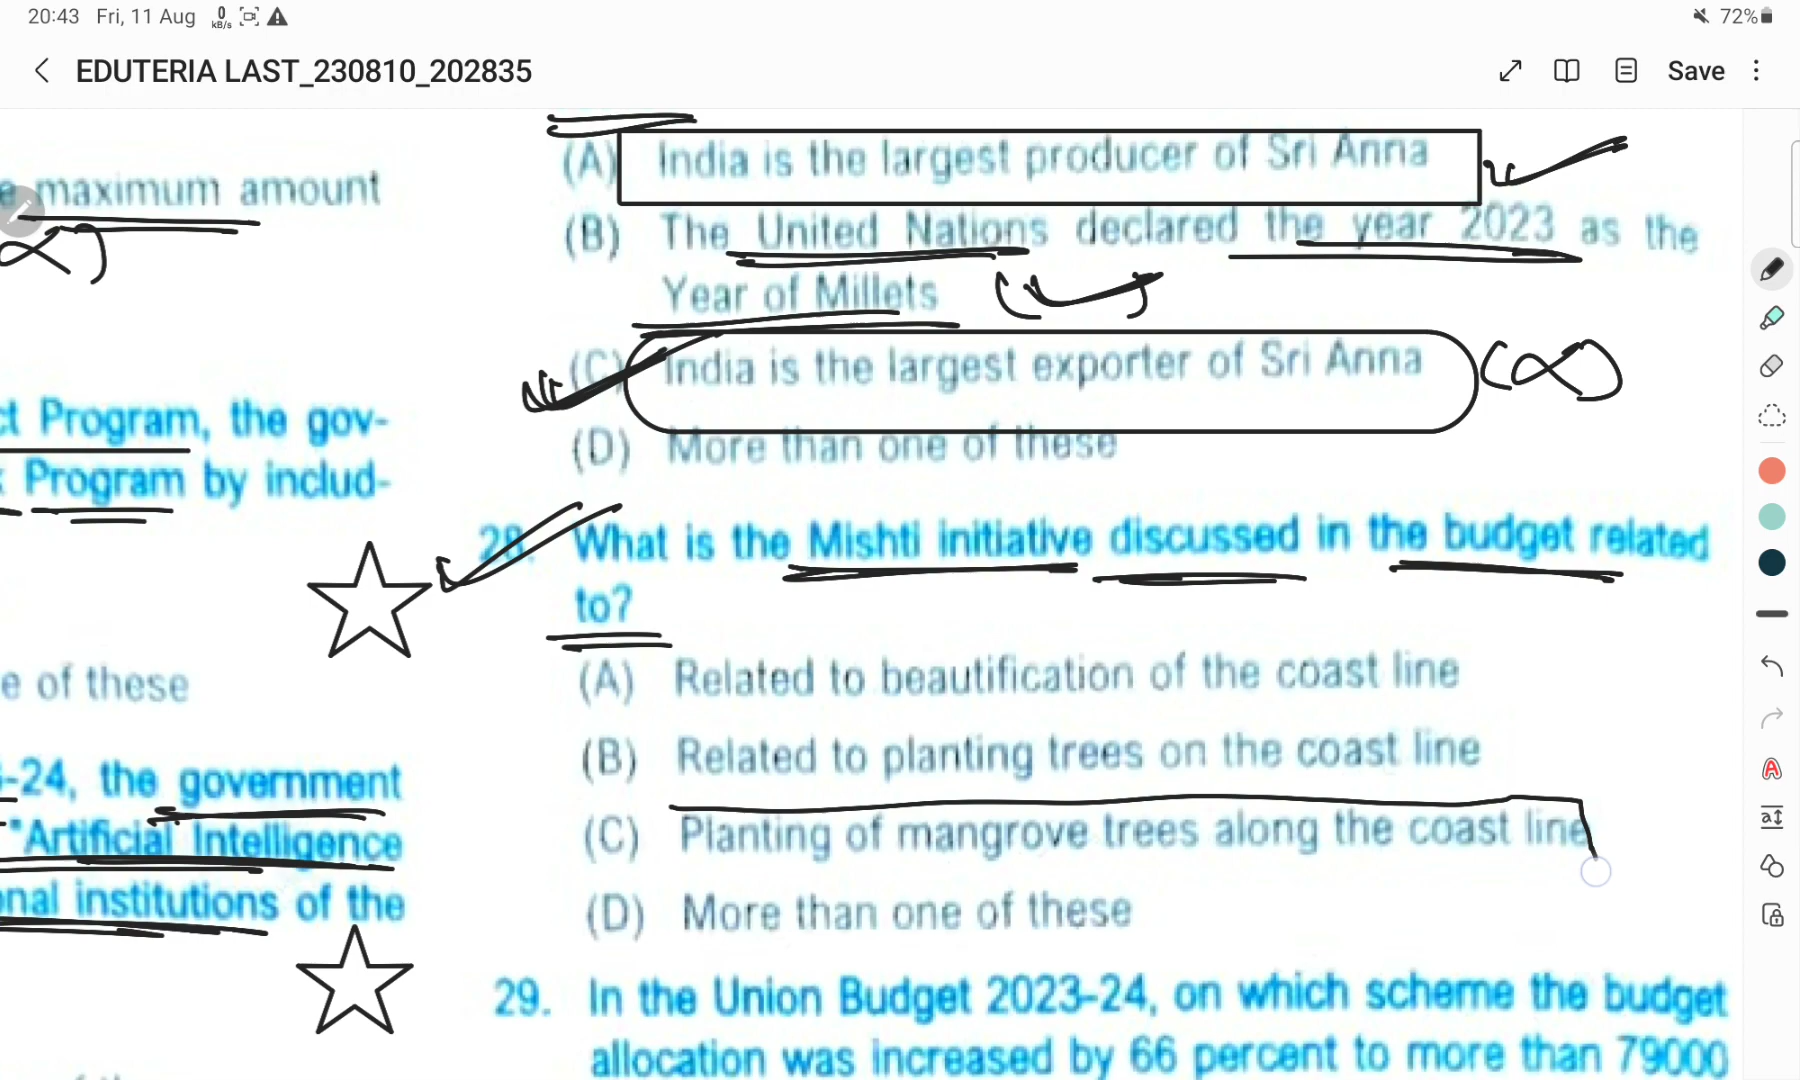 20:43 Fri, 11 Aug 0 kB/s 72%
EDUTERIA LAST_230810_202835 Save
maximum amount
Program, the gov-
Program by includ-
e of these
-24, the government
"Artificial Intelligence
nal institutions of the
(A) India is the largest producer of Sri Anna
(B) The United Nations declared the year 2023 as the
Year of Millets
(C) India is the largest exporter of Sri Anna
(D) More than one of these
28. What is the Mishti initiative discussed in the budget related
to?
(A) Related to beautification of the coast line
(B) Related to planting trees on the coast line
(C) Planting of mangrove trees along the coast line
(D) More than one of these
29. In the Union Budget 2023-24, on which scheme the budget
allocation was increased by 66 percent to more than 79000